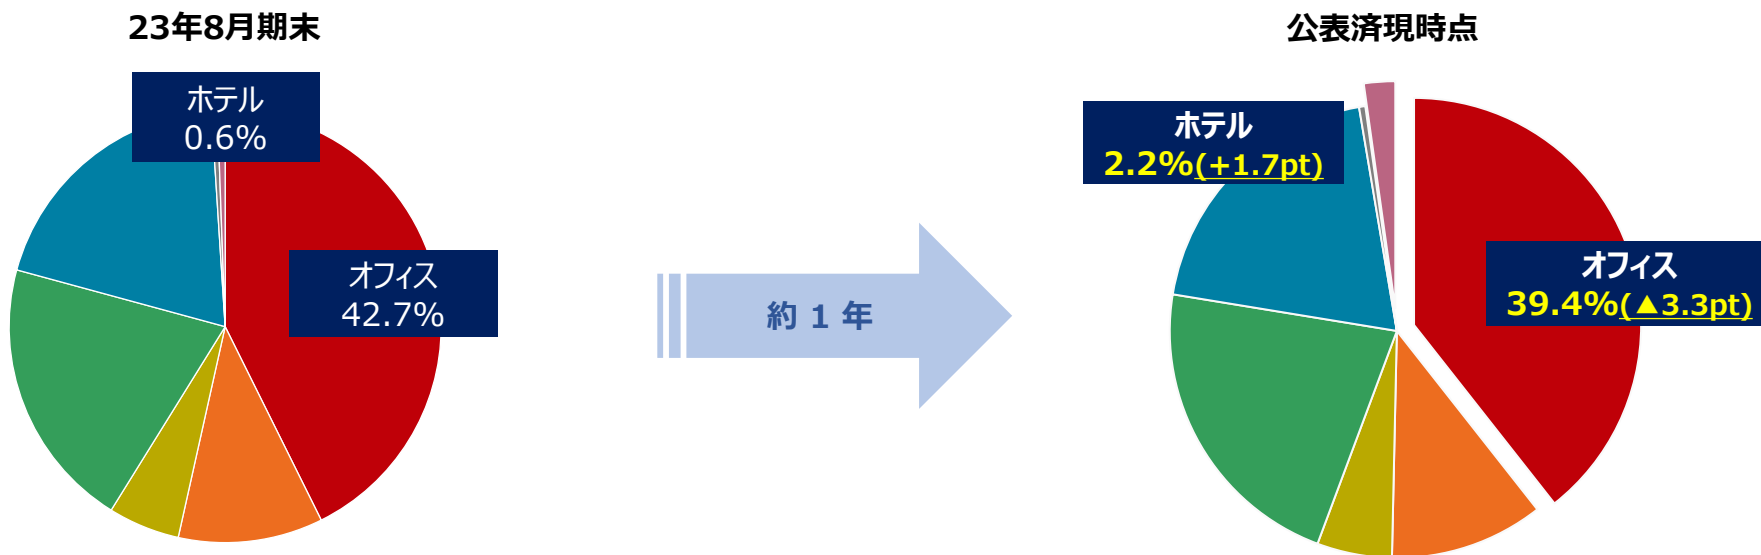 23年8月期末
公表済現時点
ホテル
0.6%
オフィス
42.7%
約 1 年
ホテル
2.2%(+1.7pt)
オフィス
39.4%(▲3.3pt)